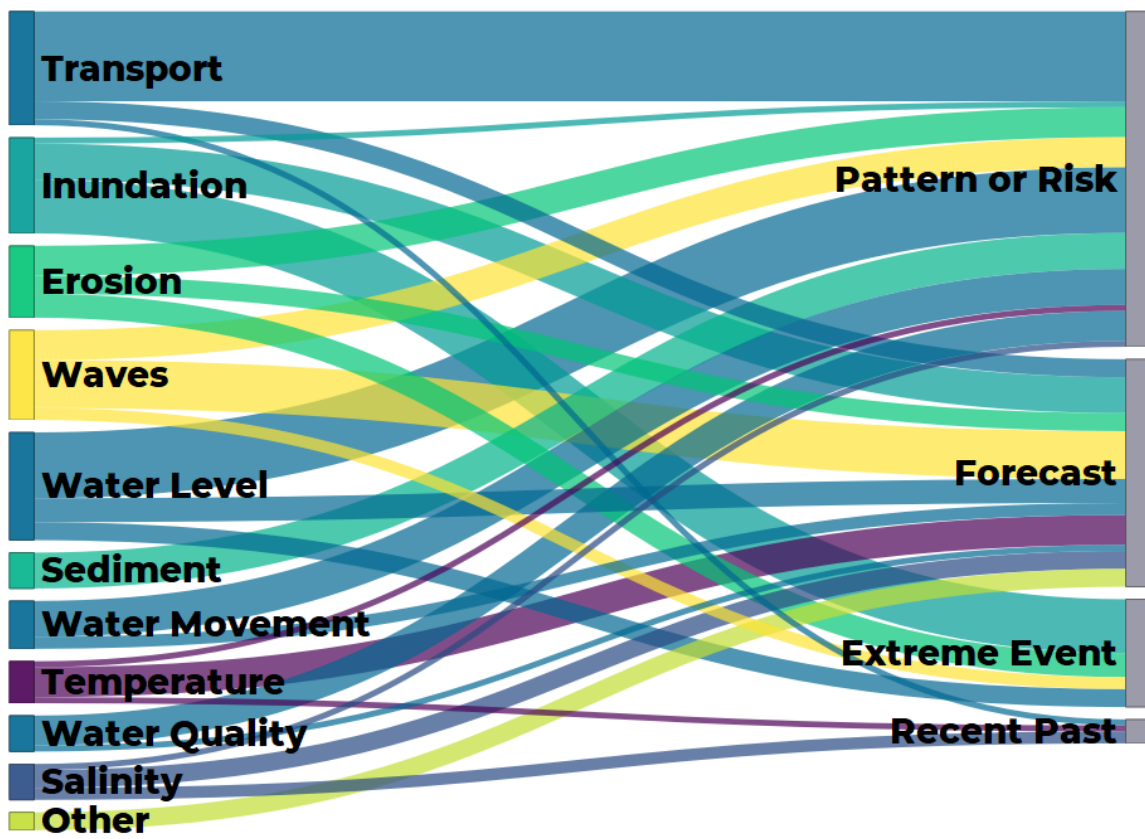 Transport
Inundation
Erosion
Waves
Water Level
Sediment
Water Movement
Temperature
Water Quality
Salinity
Other
Pattern or Risk
Forecast
Extreme Event
Recent Past